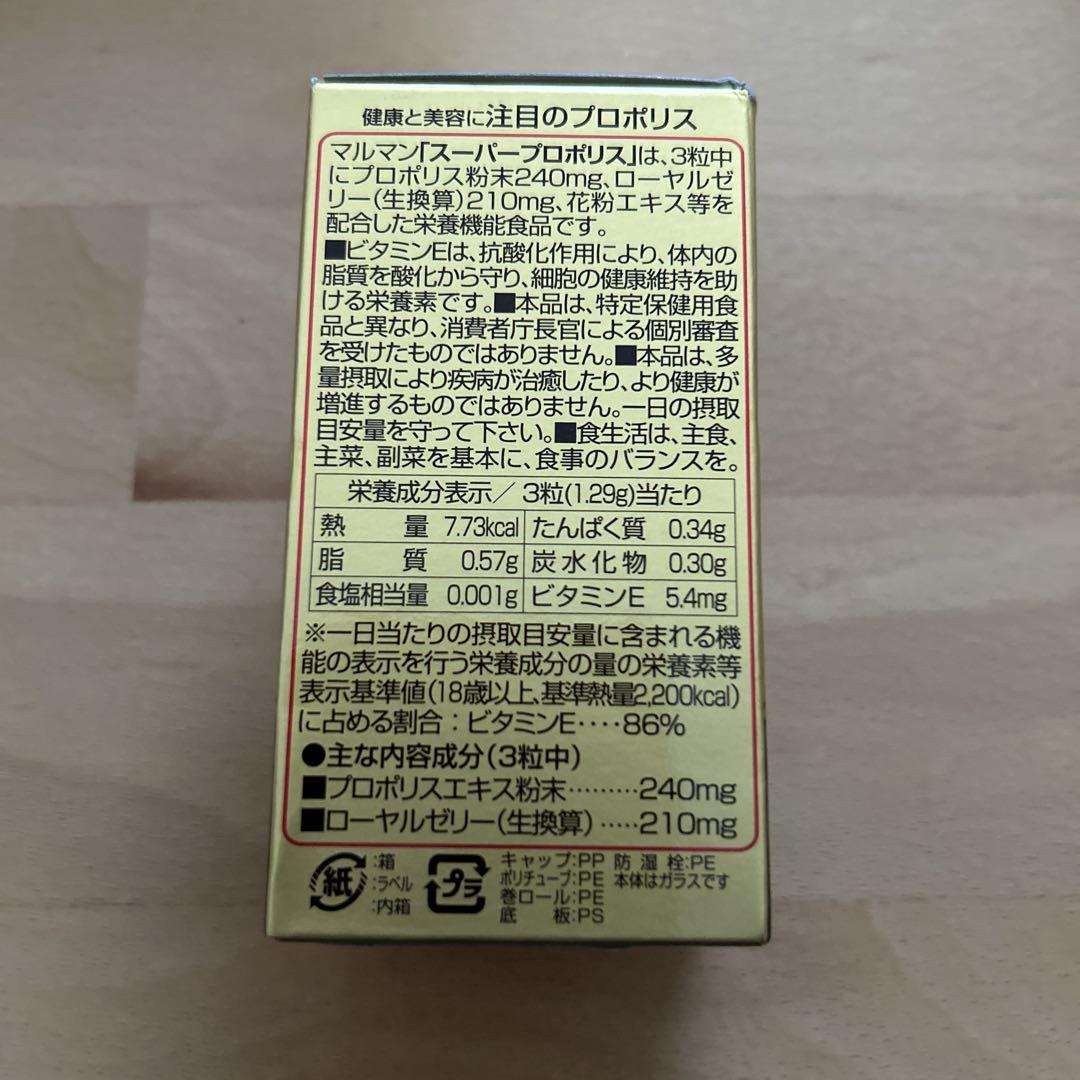 健康と美容に注目のプロポリス
マルマン「スーパープロポリス」は、3粒中
にプロポリス粉末240mg、ローヤルゼ
リー(生換算)210mg、花粉エキス等を
配合した栄養機能食品です。
■ビタミンEは、抗酸化作用により、体内の
脂質を酸化から守り、細胞の健康維持を助
ける栄養素です。■本品は、特定保健用食
品と異なり、消費者庁長官による個別審査
を受けたものではありません。■本品は、多
量摂取により疾病が治癒したり、より健康が
増進するものではありません。一日の摂取
目安量を守って下さい。■食生活は、主食、
主菜、副菜を基本に、食事のバランスを。
栄養成分表示/3粒(1.29g)当たり
熱量 7.73kcal たんぱく質 0.34g
脂質 0.57g 炭水化物 0.30g
食塩相当量 0.001g ビタミンE 5.4mg
※一日当たりの摂取目安量に含まれる機
能の表示を行う栄養成分の量の栄養素等
表示基準値(18歳以上、基準熱量2,200kcal)
に占める割合:ビタミンE‥‥86%
●主な内容成分(3粒中)
■プロポリスエキス粉末………240mg
■ローヤルゼリー(生換算)……210mg
紙 :箱
:ラベル
:内箱
プラ キャップ:PP 防湿栓:PE
ポリチューブ:PE 本体はガラスです
巻ロール:PE
底板:PS